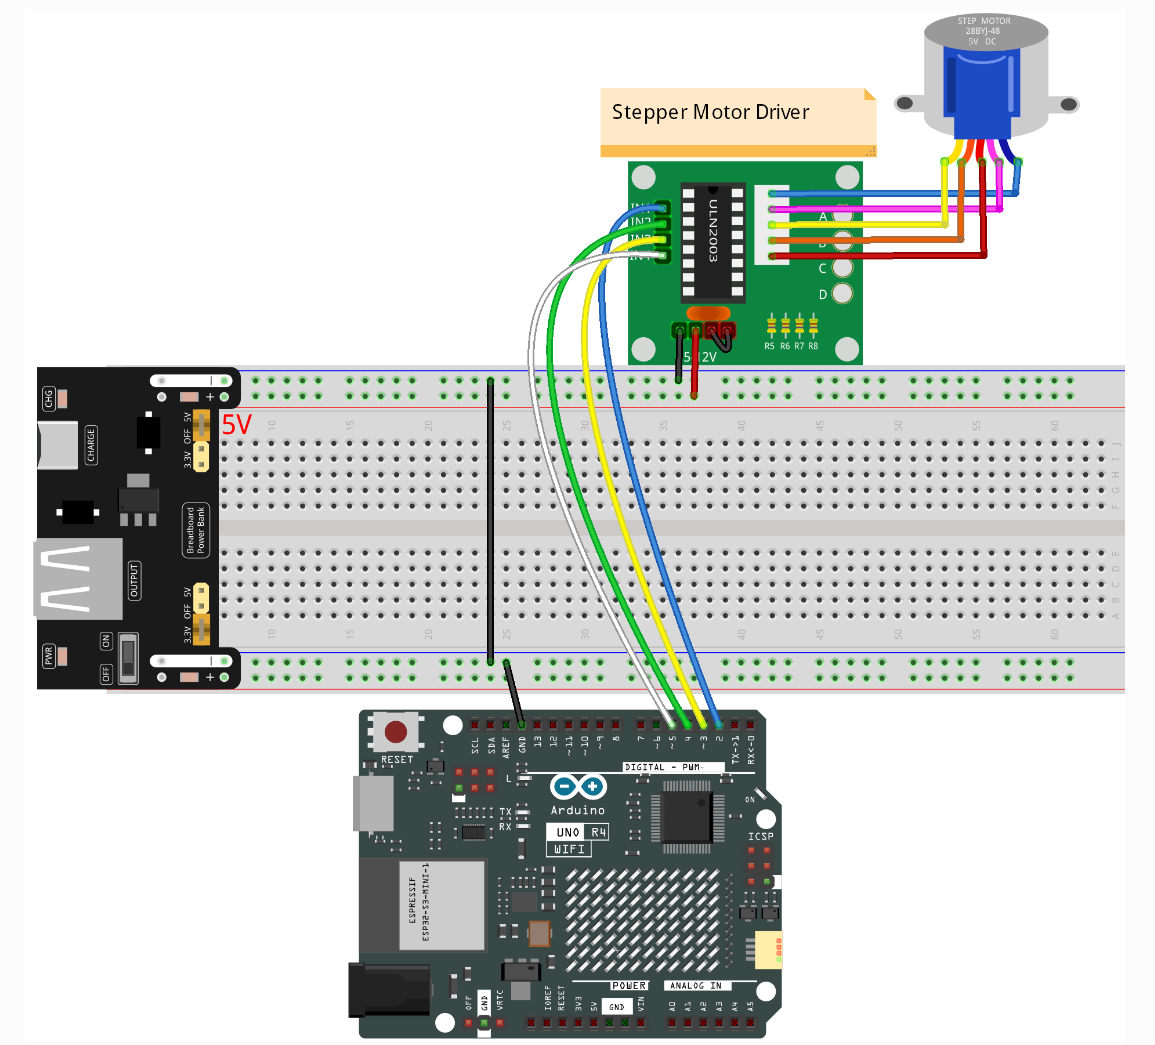 STEP MOTOR
28BYJ-48
5V DC
Stepper Motor Driver
IN1
IN2
IN3
IN4
ULN2003
A
B
C
D
5-12V
R5 R6 R7 R8
CHG
CHARGE
5V
OFF
3.3V
− 
+
5V
Breadboard
Power Bank
OUTPUT
5V
OFF
3.3V
PWR
ON
OFF
−
+
10 15 20 25 30 35 40 45 50 55 60
J
I
H
G
F
E
D
C
B
A
10 15 20 25 30 35 40 45 50 55 60
RESET
SCL
SDA
AREF
GND
13
12
~11
~10
~9
8
7
~6
~5
4
~3
2
TX->1
RX<-0
DIGITAL - PWM~
L
TX
RX
Arduino
UNO R4
WIFI
ON
ICSP
ESPRESSIF
ESP32-S3-MINI-1
OFF
GND
VRTC
IOREF
RESET
3V3
5V
GND
VIN
POWER
ANALOG IN
A0
A1
A2
A3
A4
A5